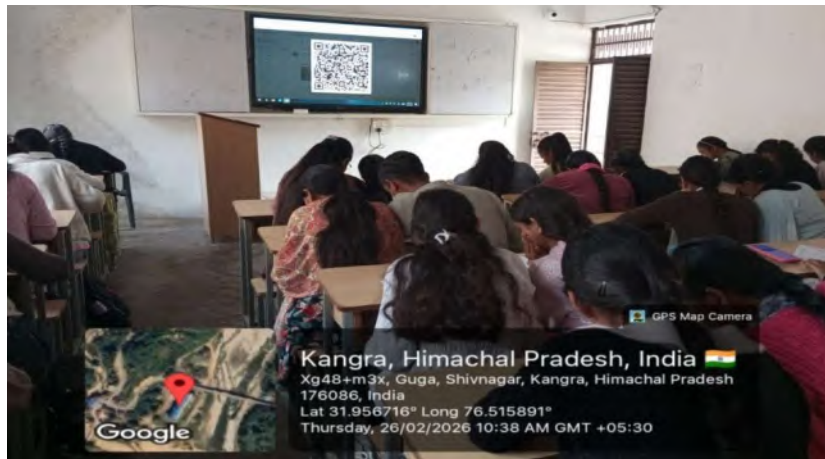 GPS Map Camera
Kangra, Himachal Pradesh, India
Xg48+m3x, Guga, Shivnagar, Kangra, Himachal Pradesh
176086, India
Lat 31.956716° Long 76.515891°
Thursday, 26/02/2026 10:38 AM GMT +05:30
Google